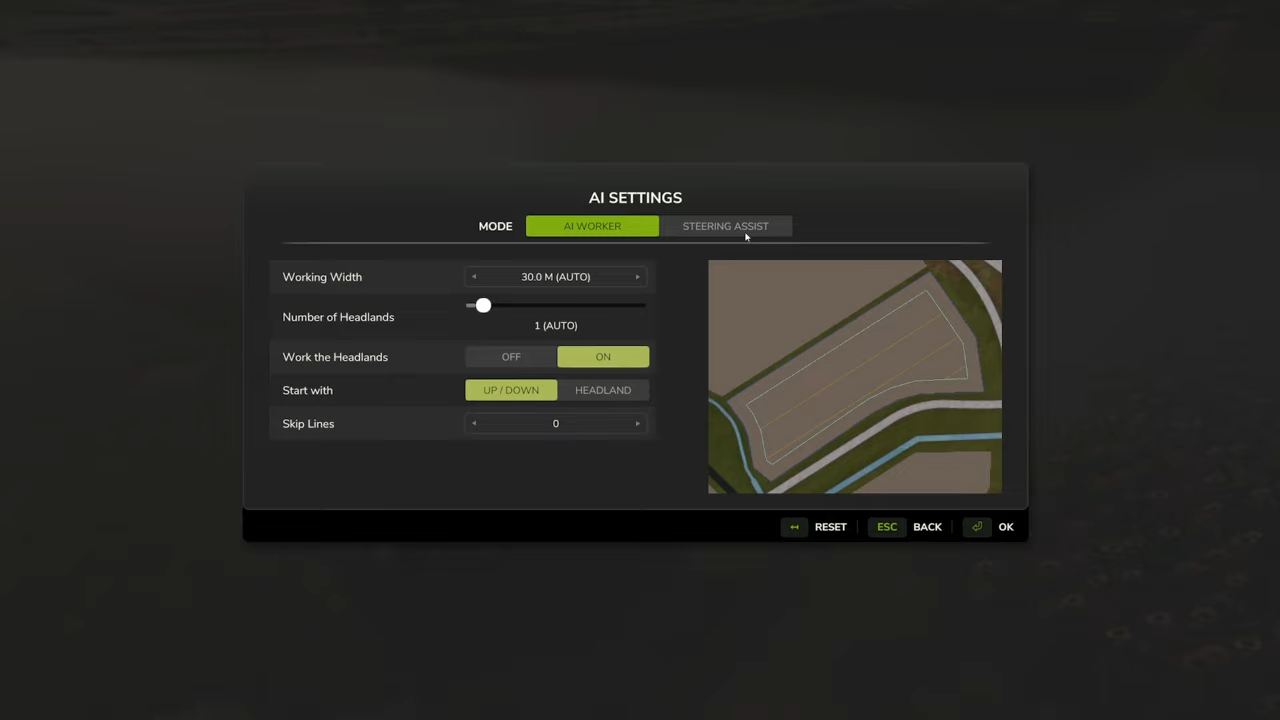 AI SETTINGS
MODE AI WORKER STEERING ASSIST
Working Width 30.0 M (AUTO)
Number of Headlands 1 (AUTO)
Work the Headlands OFF ON
Start with UP / DOWN HEADLAND
Skip Lines 0
RESET ESC BACK OK